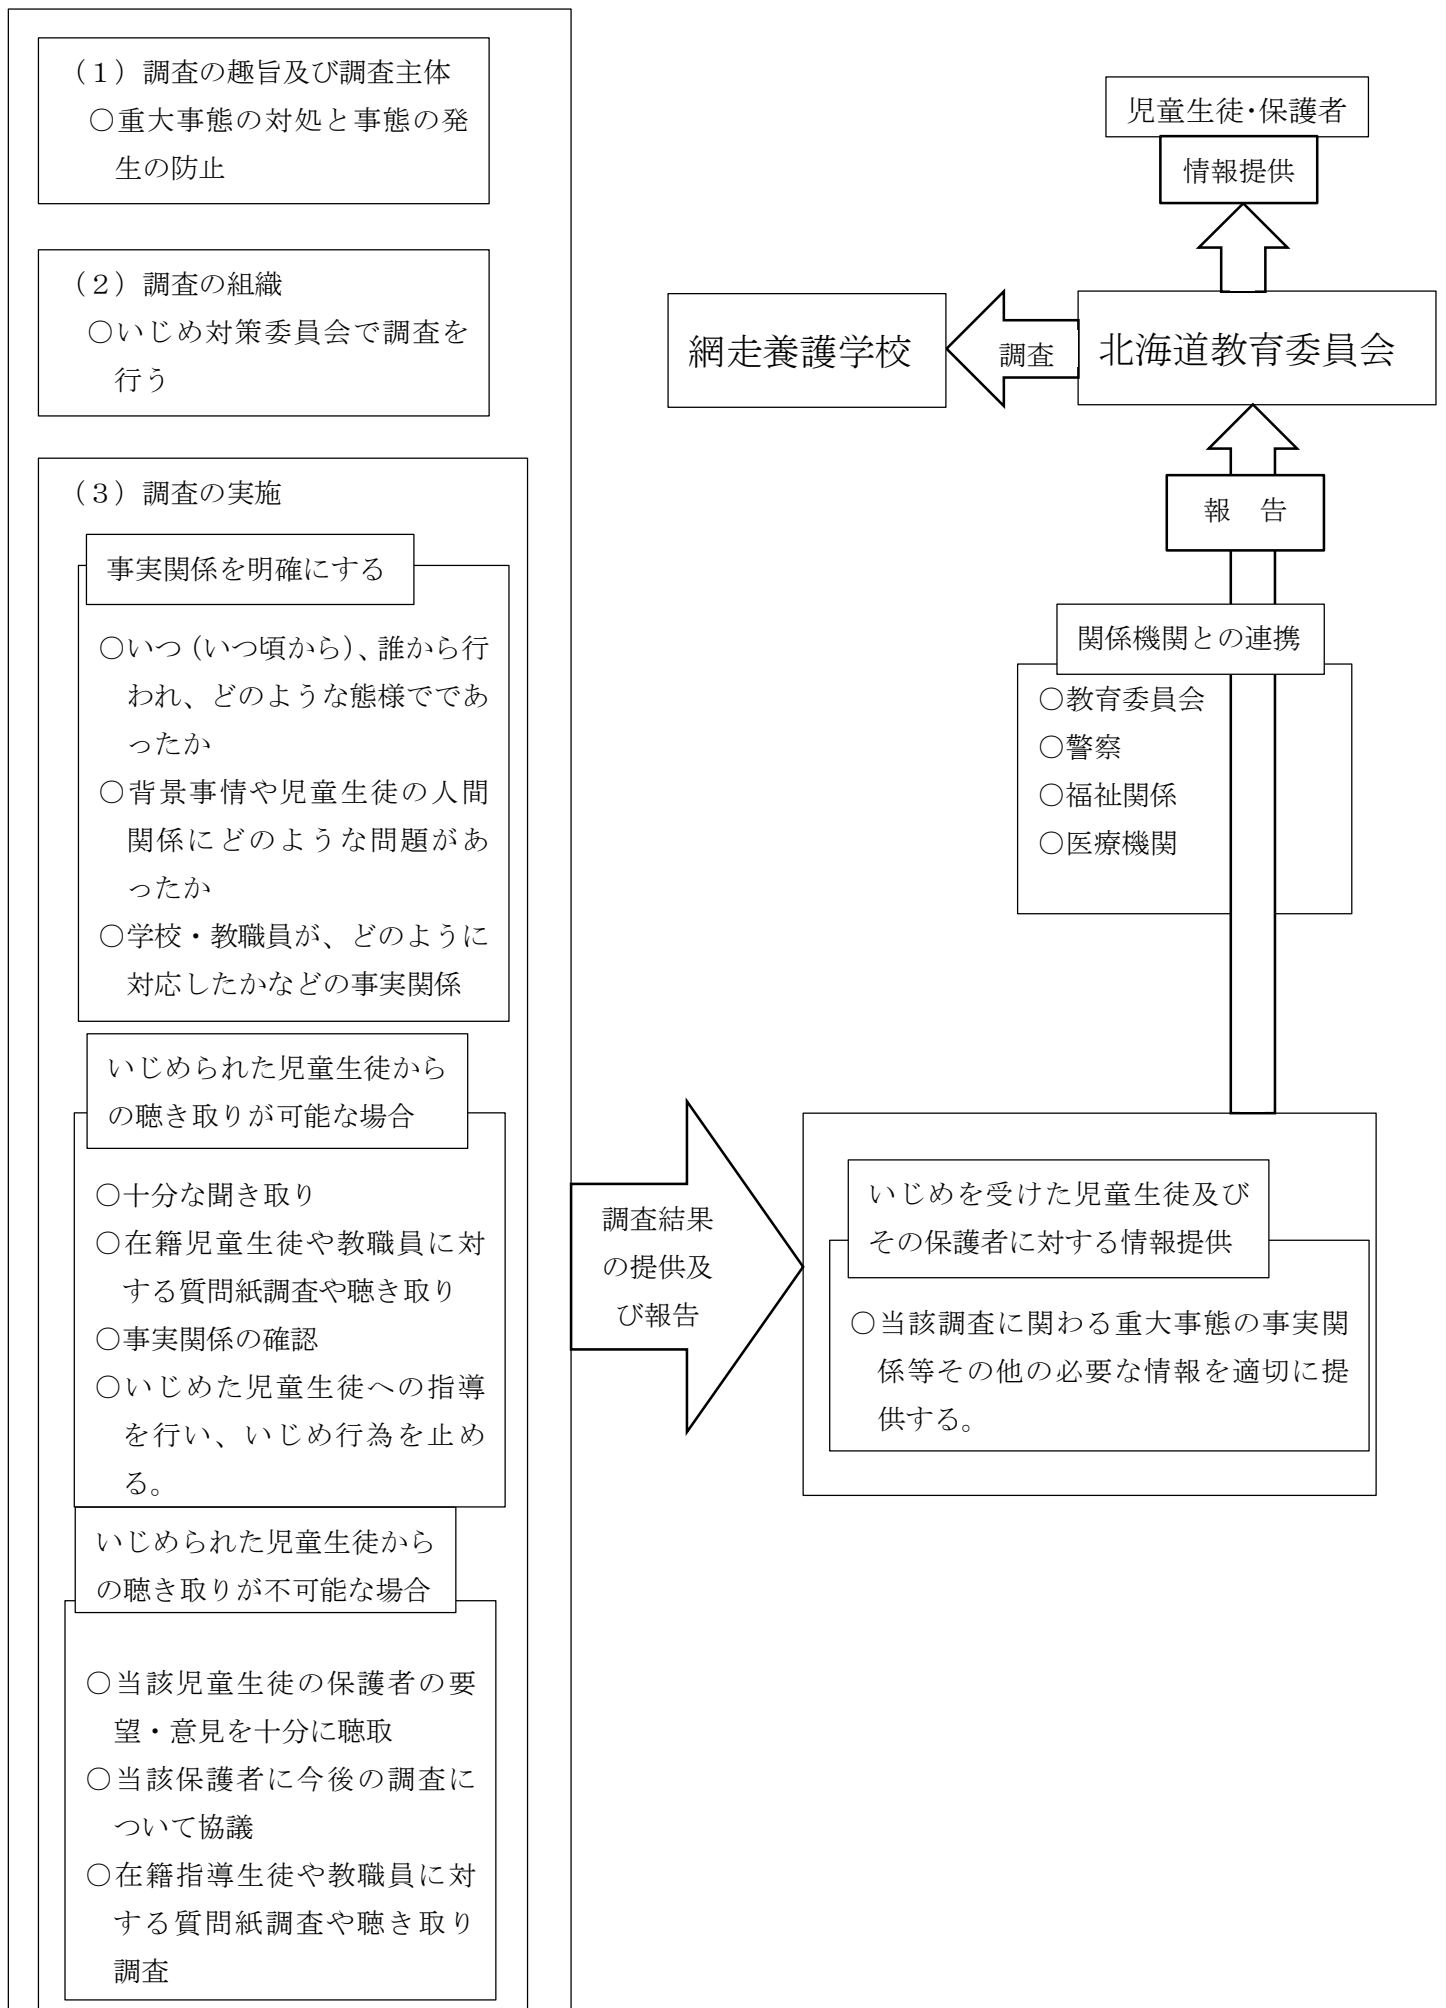 （１）調査の趣旨及び調査主体
○重大事態の対処と事態の発
生の防止
（２）調査の組織
○いじめ対策委員会で調査を
行う
（３）調査の実施
事実関係を明確にする
○いつ（いつ頃から）、誰から行
われ、どのような態様でであ
ったか
○背景事情や児童生徒の人間
関係にどのような問題があ
ったか
○学校・教職員が、どのように
対応したかなどの事実関係
いじめられた児童生徒から
の聴き取りが可能な場合
○十分な聞き取り
○在籍児童生徒や教職員に対
する質問紙調査や聴き取り
○事実関係の確認
○いじめた児童生徒への指導
を行い、いじめ行為を止め
る。
いじめられた児童生徒から
の聴き取りが不可能な場合
○当該児童生徒の保護者の要
望・意見を十分に聴取
○当該保護者に今後の調査に
ついて協議
○在籍指導生徒や教職員に対
する質問紙調査や聴き取り
調査
調査結果
の提供及
び報告
児童生徒・保護者
情報提供
網走養護学校
調査
北海道教育委員会
報　告
関係機関との連携
○教育委員会
○警察
○福祉関係
○医療機関
いじめを受けた児童生徒及び
その保護者に対する情報提供
○当該調査に関わる重大事態の事実関
係等その他の必要な情報を適切に提
供する。